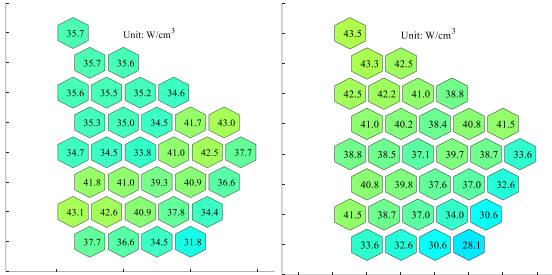 35.7 Unit: W/cm³
35.7 35.6
35.6 35.5 35.2 34.6
35.3 35.0 34.5 41.7 43.0
34.7 34.5 33.8 41.0 42.5 37.7
41.8 41.0 39.3 40.9 36.6
43.1 42.6 40.9 37.8 34.4
37.7 36.6 34.5 31.8
43.5 Unit: W/cm³
43.3 42.5
42.5 42.2 41.0 38.8
41.0 40.2 38.4 40.8 41.5
38.8 38.5 37.1 39.7 38.7 33.6
40.8 39.8 37.6 37.0 32.6
41.5 38.7 37.0 34.0 30.6
33.6 32.6 30.6 28.1